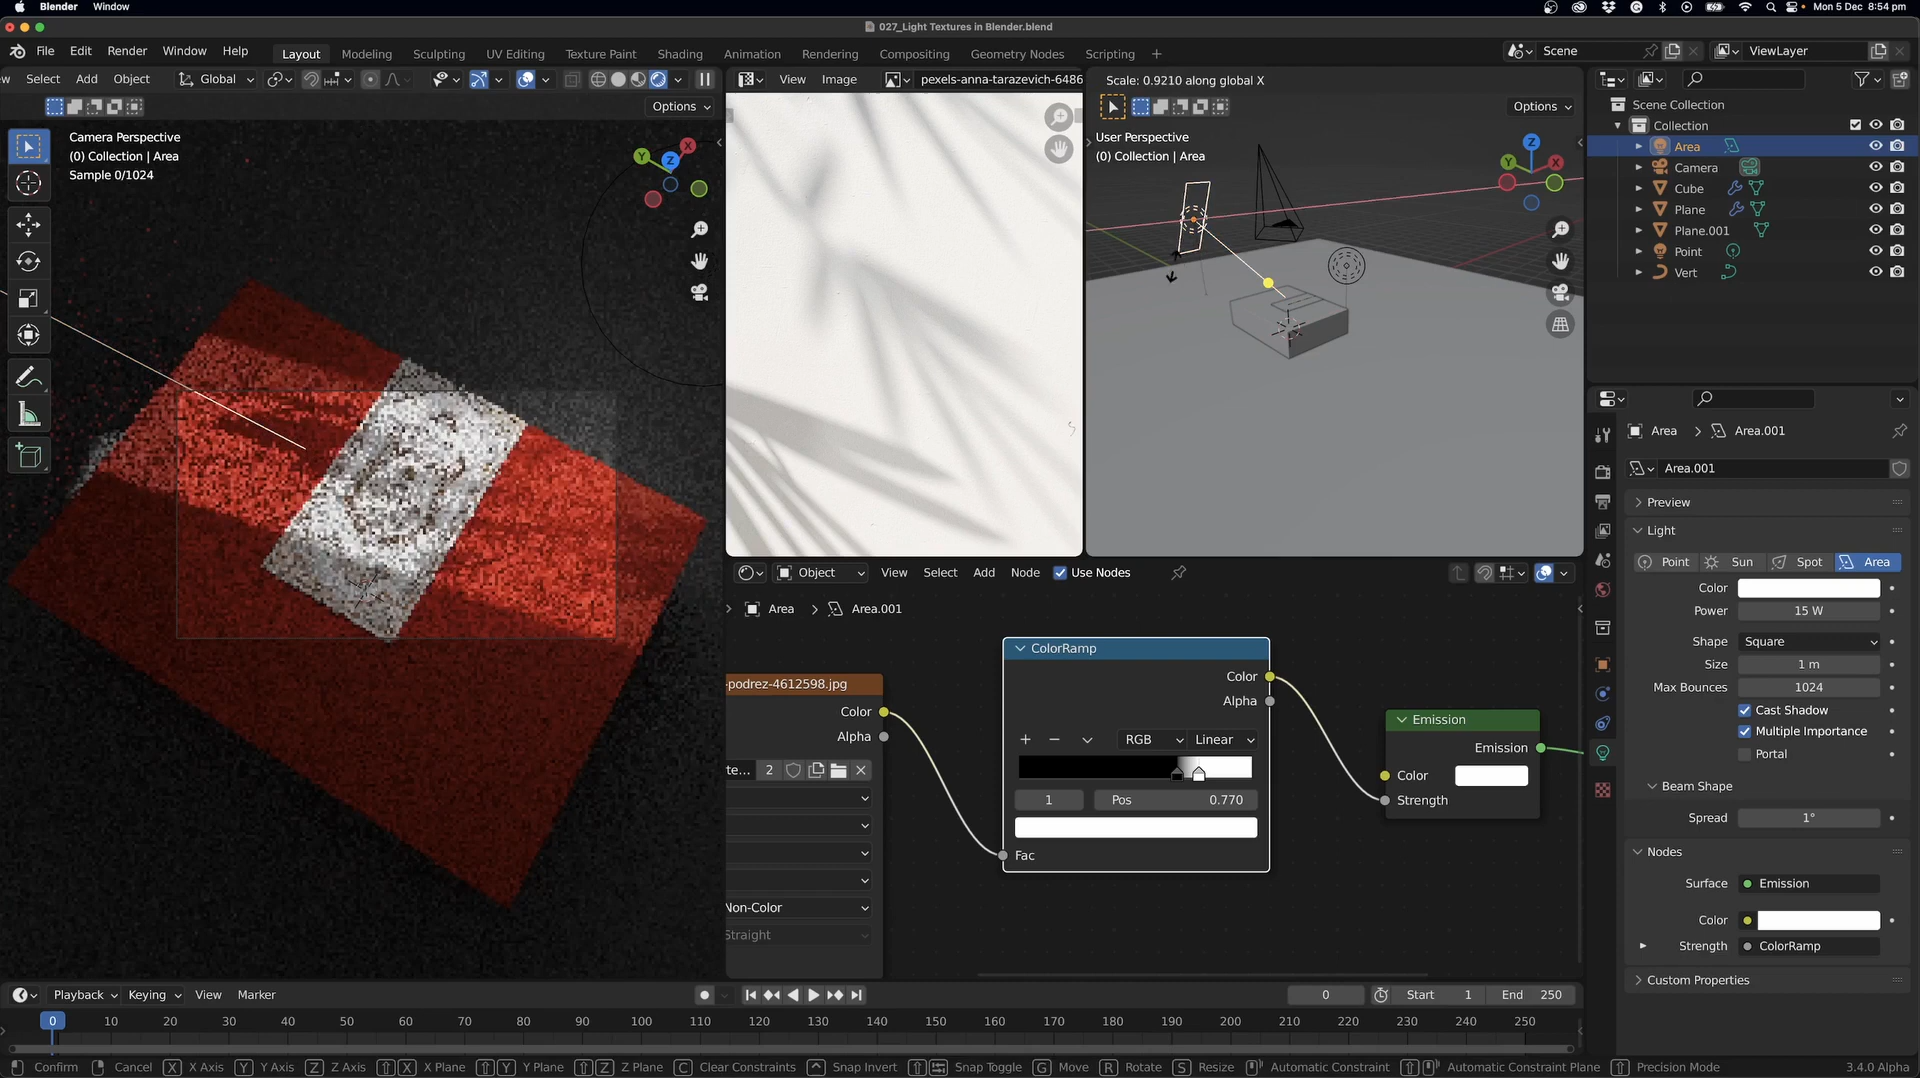 Blender Window
Mon 5 Dec 8:54 pm
027_Light Textures in Blender.blend
File Edit Render Window Help
Layout Modeling Sculpting UV Editing Texture Paint Shading Animation Rendering Compositing Geometry Nodes Scripting +
Scene
ViewLayer
w Select Add Object
Global
View Image
pexels-anna-tarazevich-6486
Scale: 0.9210 along global X
Options
Options
Camera Perspective
(0) Collection | Area
Sample 0/1024
Y Z X
User Perspective
(0) Collection | Area
Y Z X
Scene Collection
Collection
Area
Camera
Cube
Plane
Plane.001
Point
Vert
Area > Area.001
Area.001
Preview
Light
Point Sun Spot Area
Color
Power 15 W
Shape Square
Size 1 m
Max Bounces 1024
Cast Shadow
Multiple Importance
Portal
Beam Shape
Spread 1°
Nodes
Surface Emission
Color
Strength ColorRamp
Custom Properties
Object View Select Add Node Use Nodes
Area > Area.001
-podrez-4612598.jpg
Color
Alpha
te... 2
Non-Color
Straight
ColorRamp
Color
Alpha
+ − RGB Linear
1 Pos 0.770
Fac
Emission
Emission
Color
Strength
Playback Keying View Marker
0 Start 1 End 250
0 10 20 30 40 50 60 70 80 90 100 110 120 130 140 150 160 170 180 190 200 210 220 230 240 250
Confirm Cancel X X Axis Y Y Axis Z Z Axis X X Plane Y Y Plane Z Z Plane C Clear Constraints Snap Invert Snap Toggle G Move R Rotate S Resize Automatic Constraint Automatic Constraint Plane Precision Mode
3.4.0 Alpha